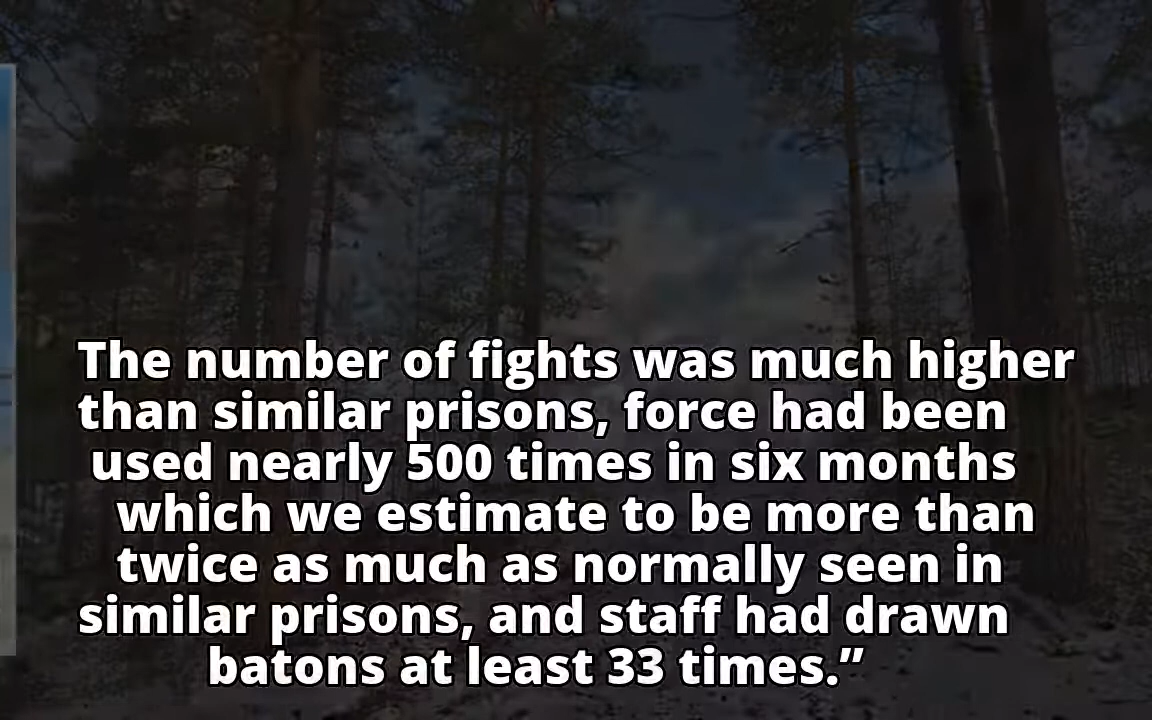 The number of fights was much higher
than similar prisons, force had been
used nearly 500 times in six months
which we estimate to be more than
twice as much as normally seen in
similar prisons, and staff had drawn
batons at least 33 times.”